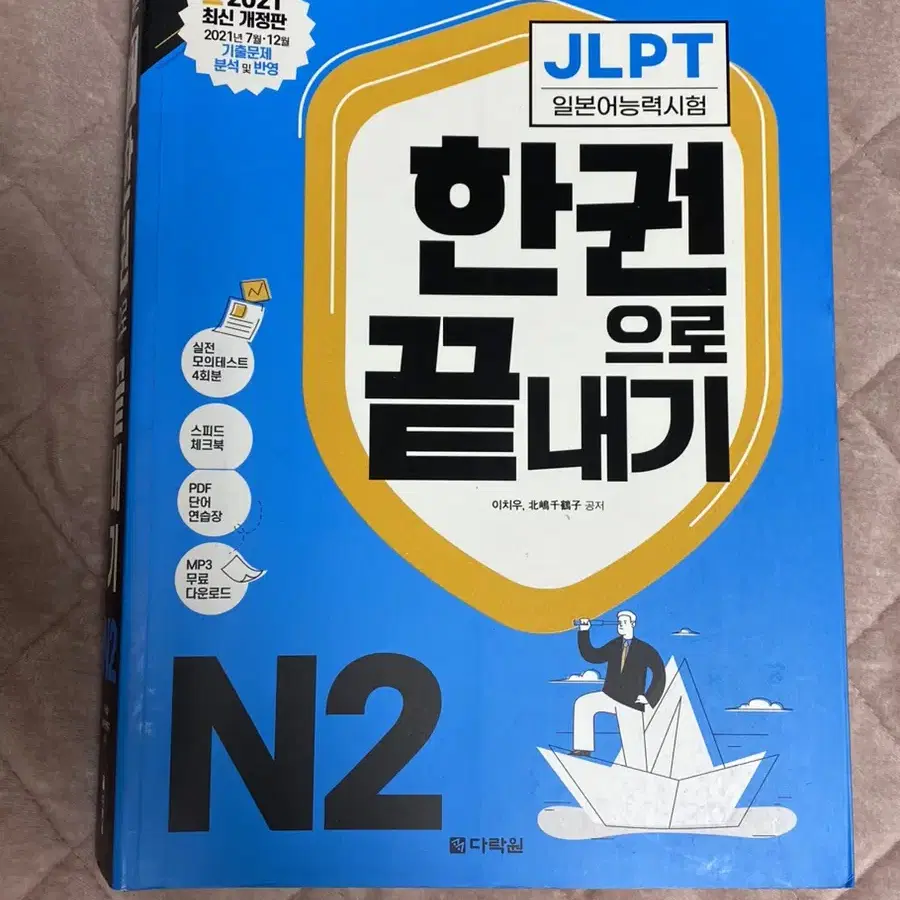 2021
최신 개정판
2021년 7월·12월
기출문제
분석 및 반영
JLPT
일본어능력시험
한권
으로
끝내기
이치우, 北嶋千鶴子 공저
실전
모의테스트
4회분
스피드
체크북
PDF
단어
연습장
MP3
무료
다운로드
N2
다락원